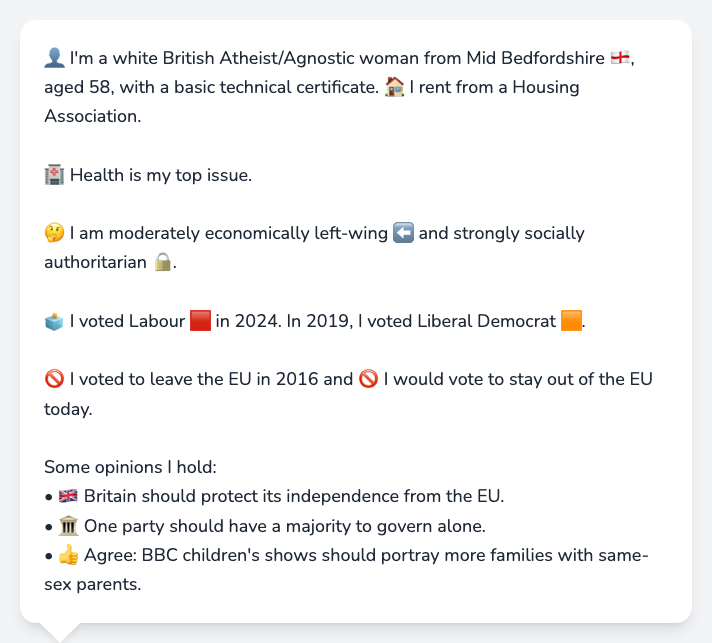 👤 I'm a white British Atheist/Agnostic woman from Mid Bedfordshire 🏴󠁧󠁢󠁥󠁮󠁧󠁿,
aged 58, with a basic technical certificate. 🏠 I rent from a Housing
Association.
🏥 Health is my top issue.
🤔 I am moderately economically left-wing ⬅️ and strongly socially
authoritarian 🔒.
🗳️ I voted Labour 🟥 in 2024. In 2019, I voted Liberal Democrat 🟧.
🚫 I voted to leave the EU in 2016 and 🚫 I would vote to stay out of the EU
today.
Some opinions I hold:
• 🇬🇧 Britain should protect its independence from the EU.
• 🏛️ One party should have a majority to govern alone.
• 👍 Agree: BBC children's shows should portray more families with same-
sex parents.